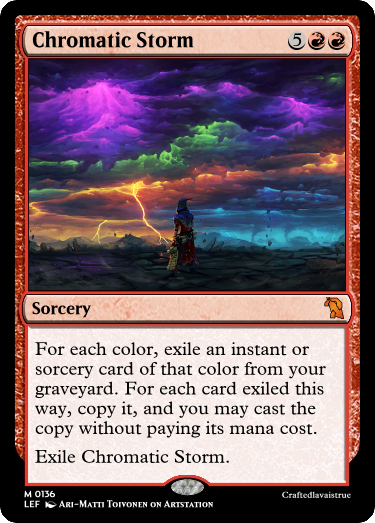 Chromatic Storm 5
Sorcery
For each color, exile an instant or
sorcery card of that color from your
graveyard. For each card exiled this
way, copy it, and you may cast the
copy without paying its mana cost.
Exile Chromatic Storm.
M 0136
LEF Ari-Matti Toivonen on Artstation
Craftedlavaistrue